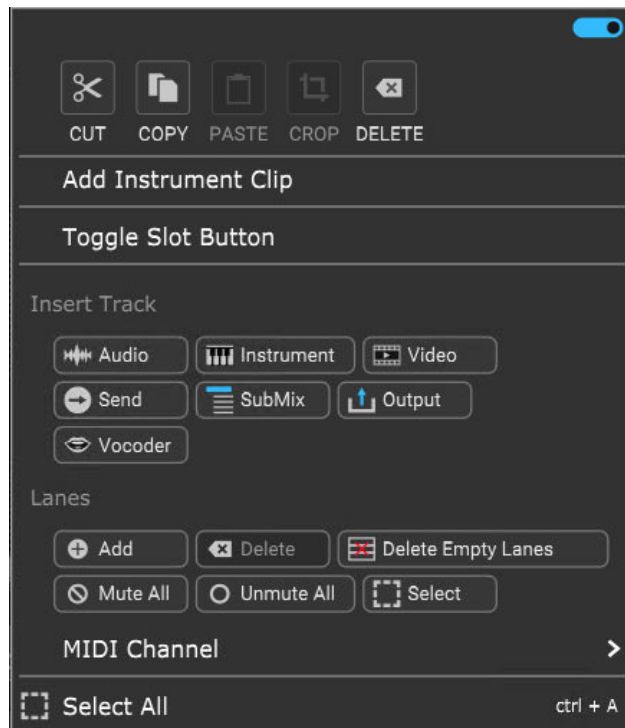 CUT COPY PASTE CROP DELETE
Add Instrument Clip
Toggle Slot Button
Insert Track
Audio Instrument Video
Send SubMix Output
Vocoder
Lanes
Add Delete Delete Empty Lanes
Mute All Unmute All Select
MIDI Channel
Select All ctrl + A